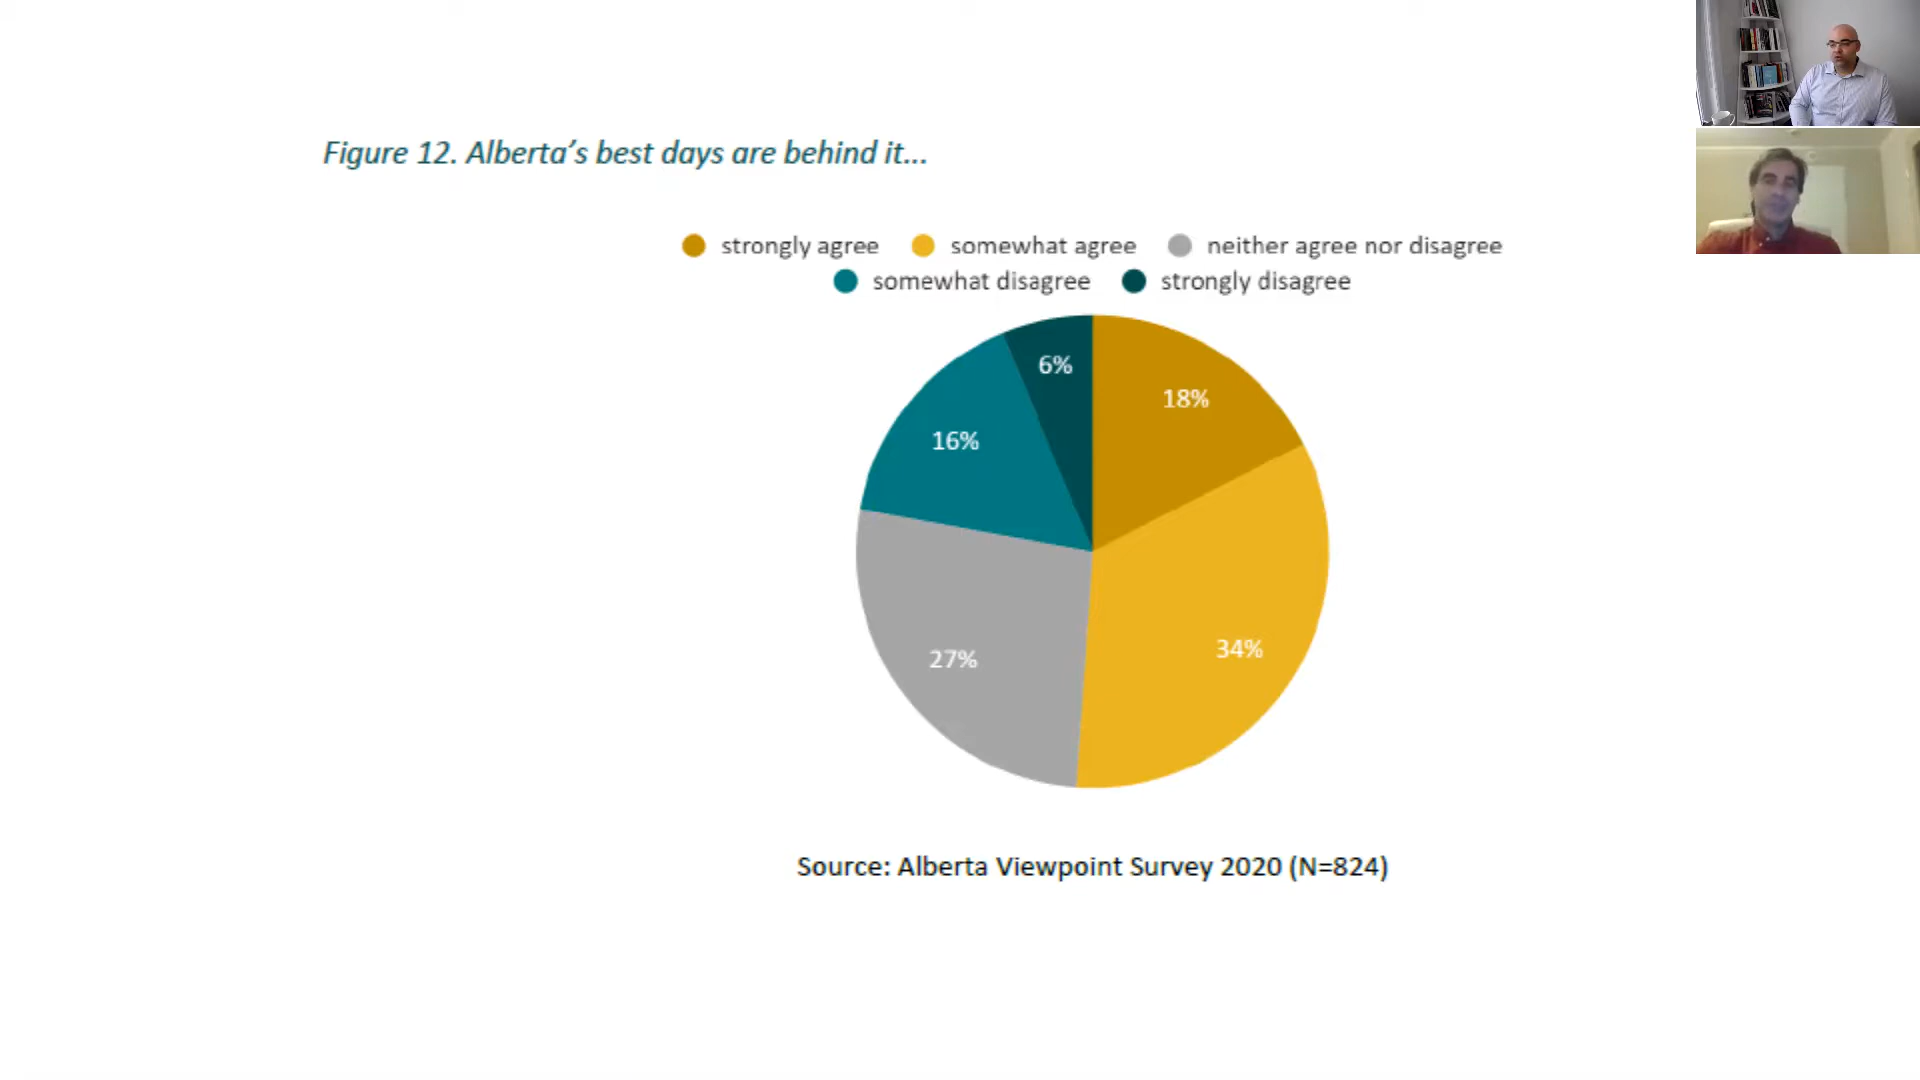 Figure 12. Alberta's best days are behind it...
strongly agree somewhat agree neither agree nor disagree
somewhat disagree strongly disagree
6%
18%
16%
34%
27%
Source: Alberta Viewpoint Survey 2020 (N=824)